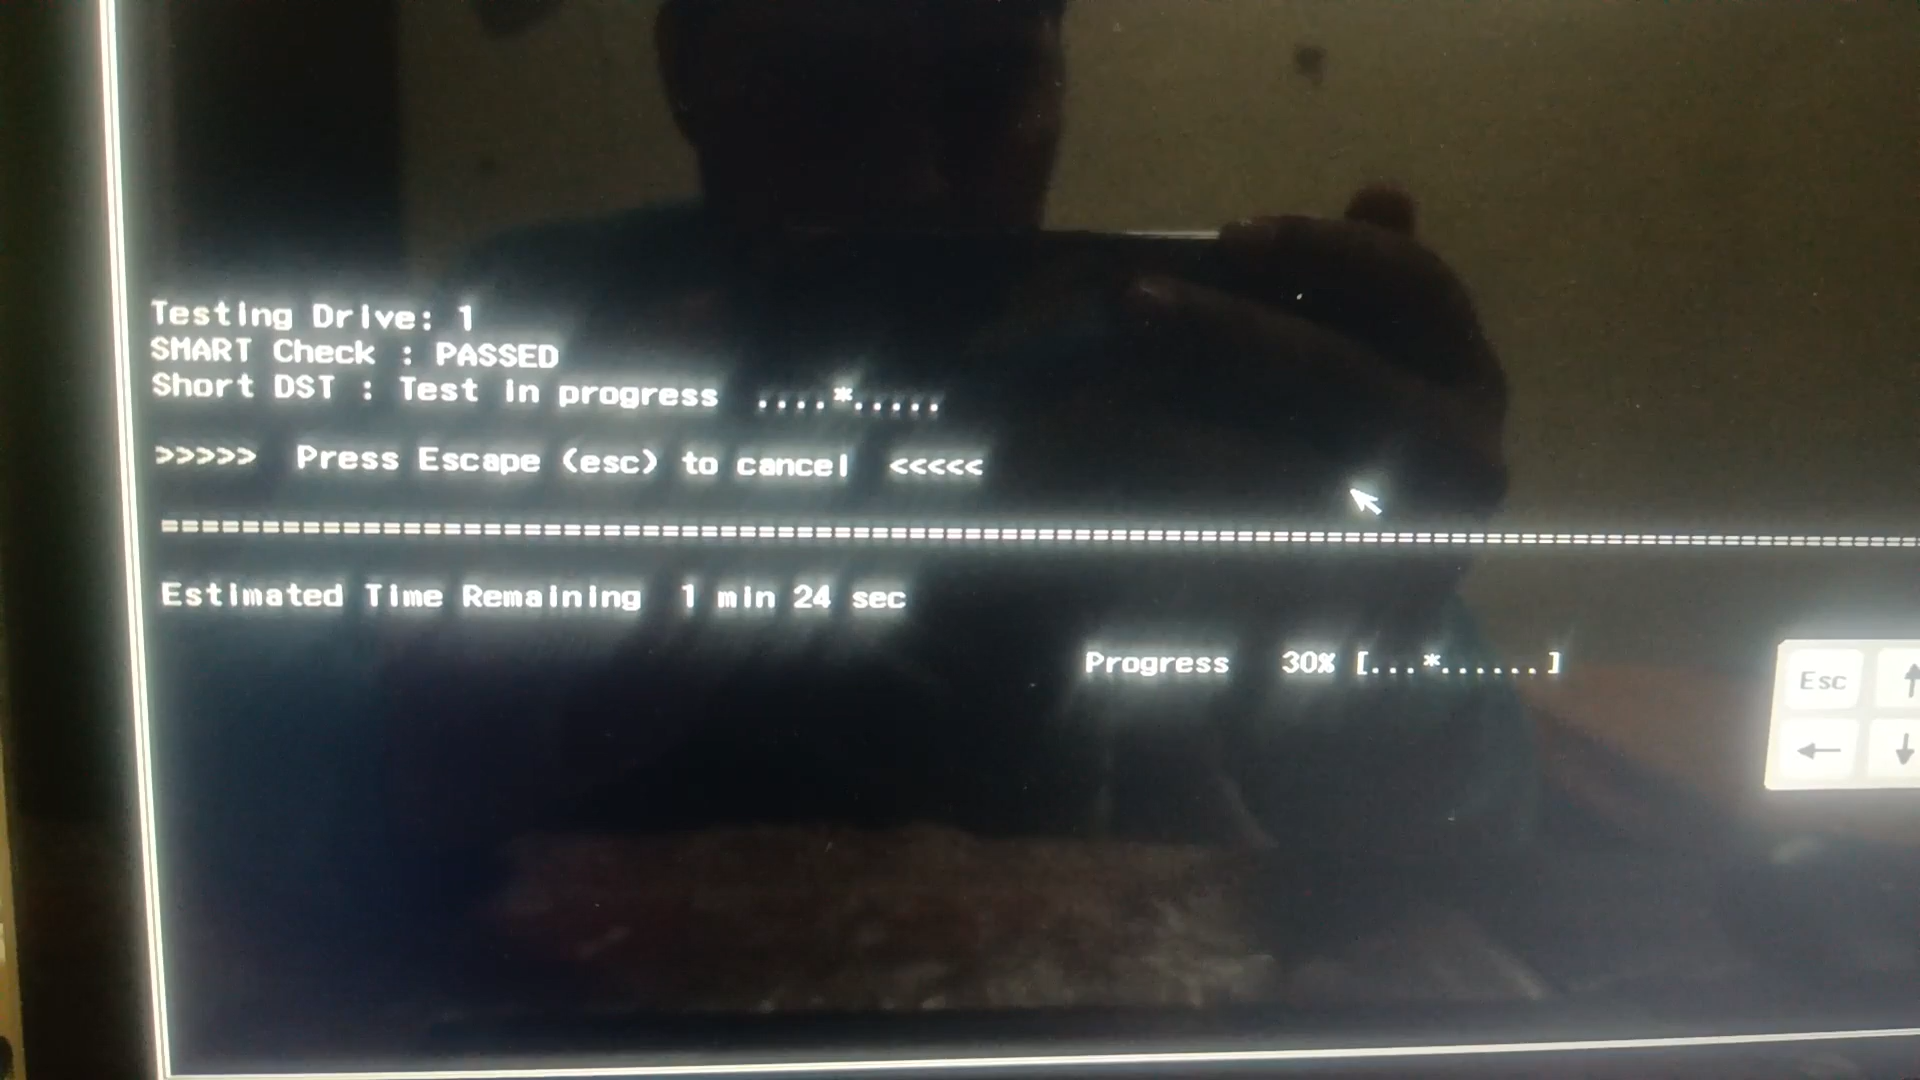 Testing Drive: 1
SMART Check : PASSED
Short DST : Test in progress ....*.....
>>>>> Press Escape (esc) to cancel <<<<<
================================================================================
Estimated Time Remaining 1 min 24 sec
Progress 30% [...*......]
Esc ↑
← ↓